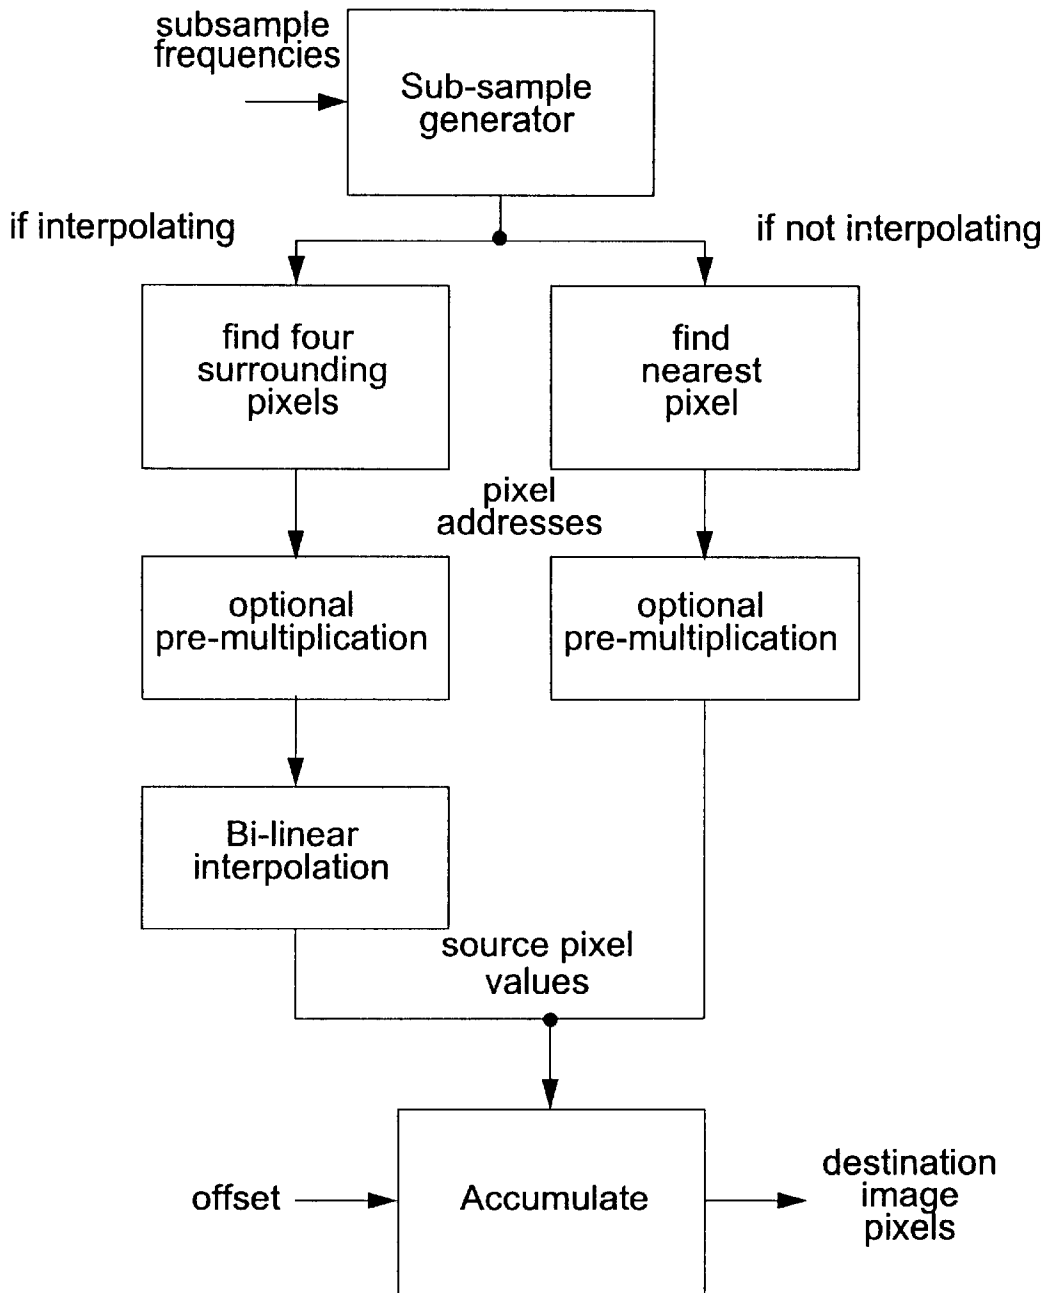 subsample
frequencies
Sub-sample
generator
if interpolating
if not interpolating
find four
surrounding
pixels
find
nearest
pixel
pixel
addresses
optional
pre-multiplication
optional
pre-multiplication
Bi-linear
interpolation
source pixel
values
offset
Accumulate
destination
image
pixels